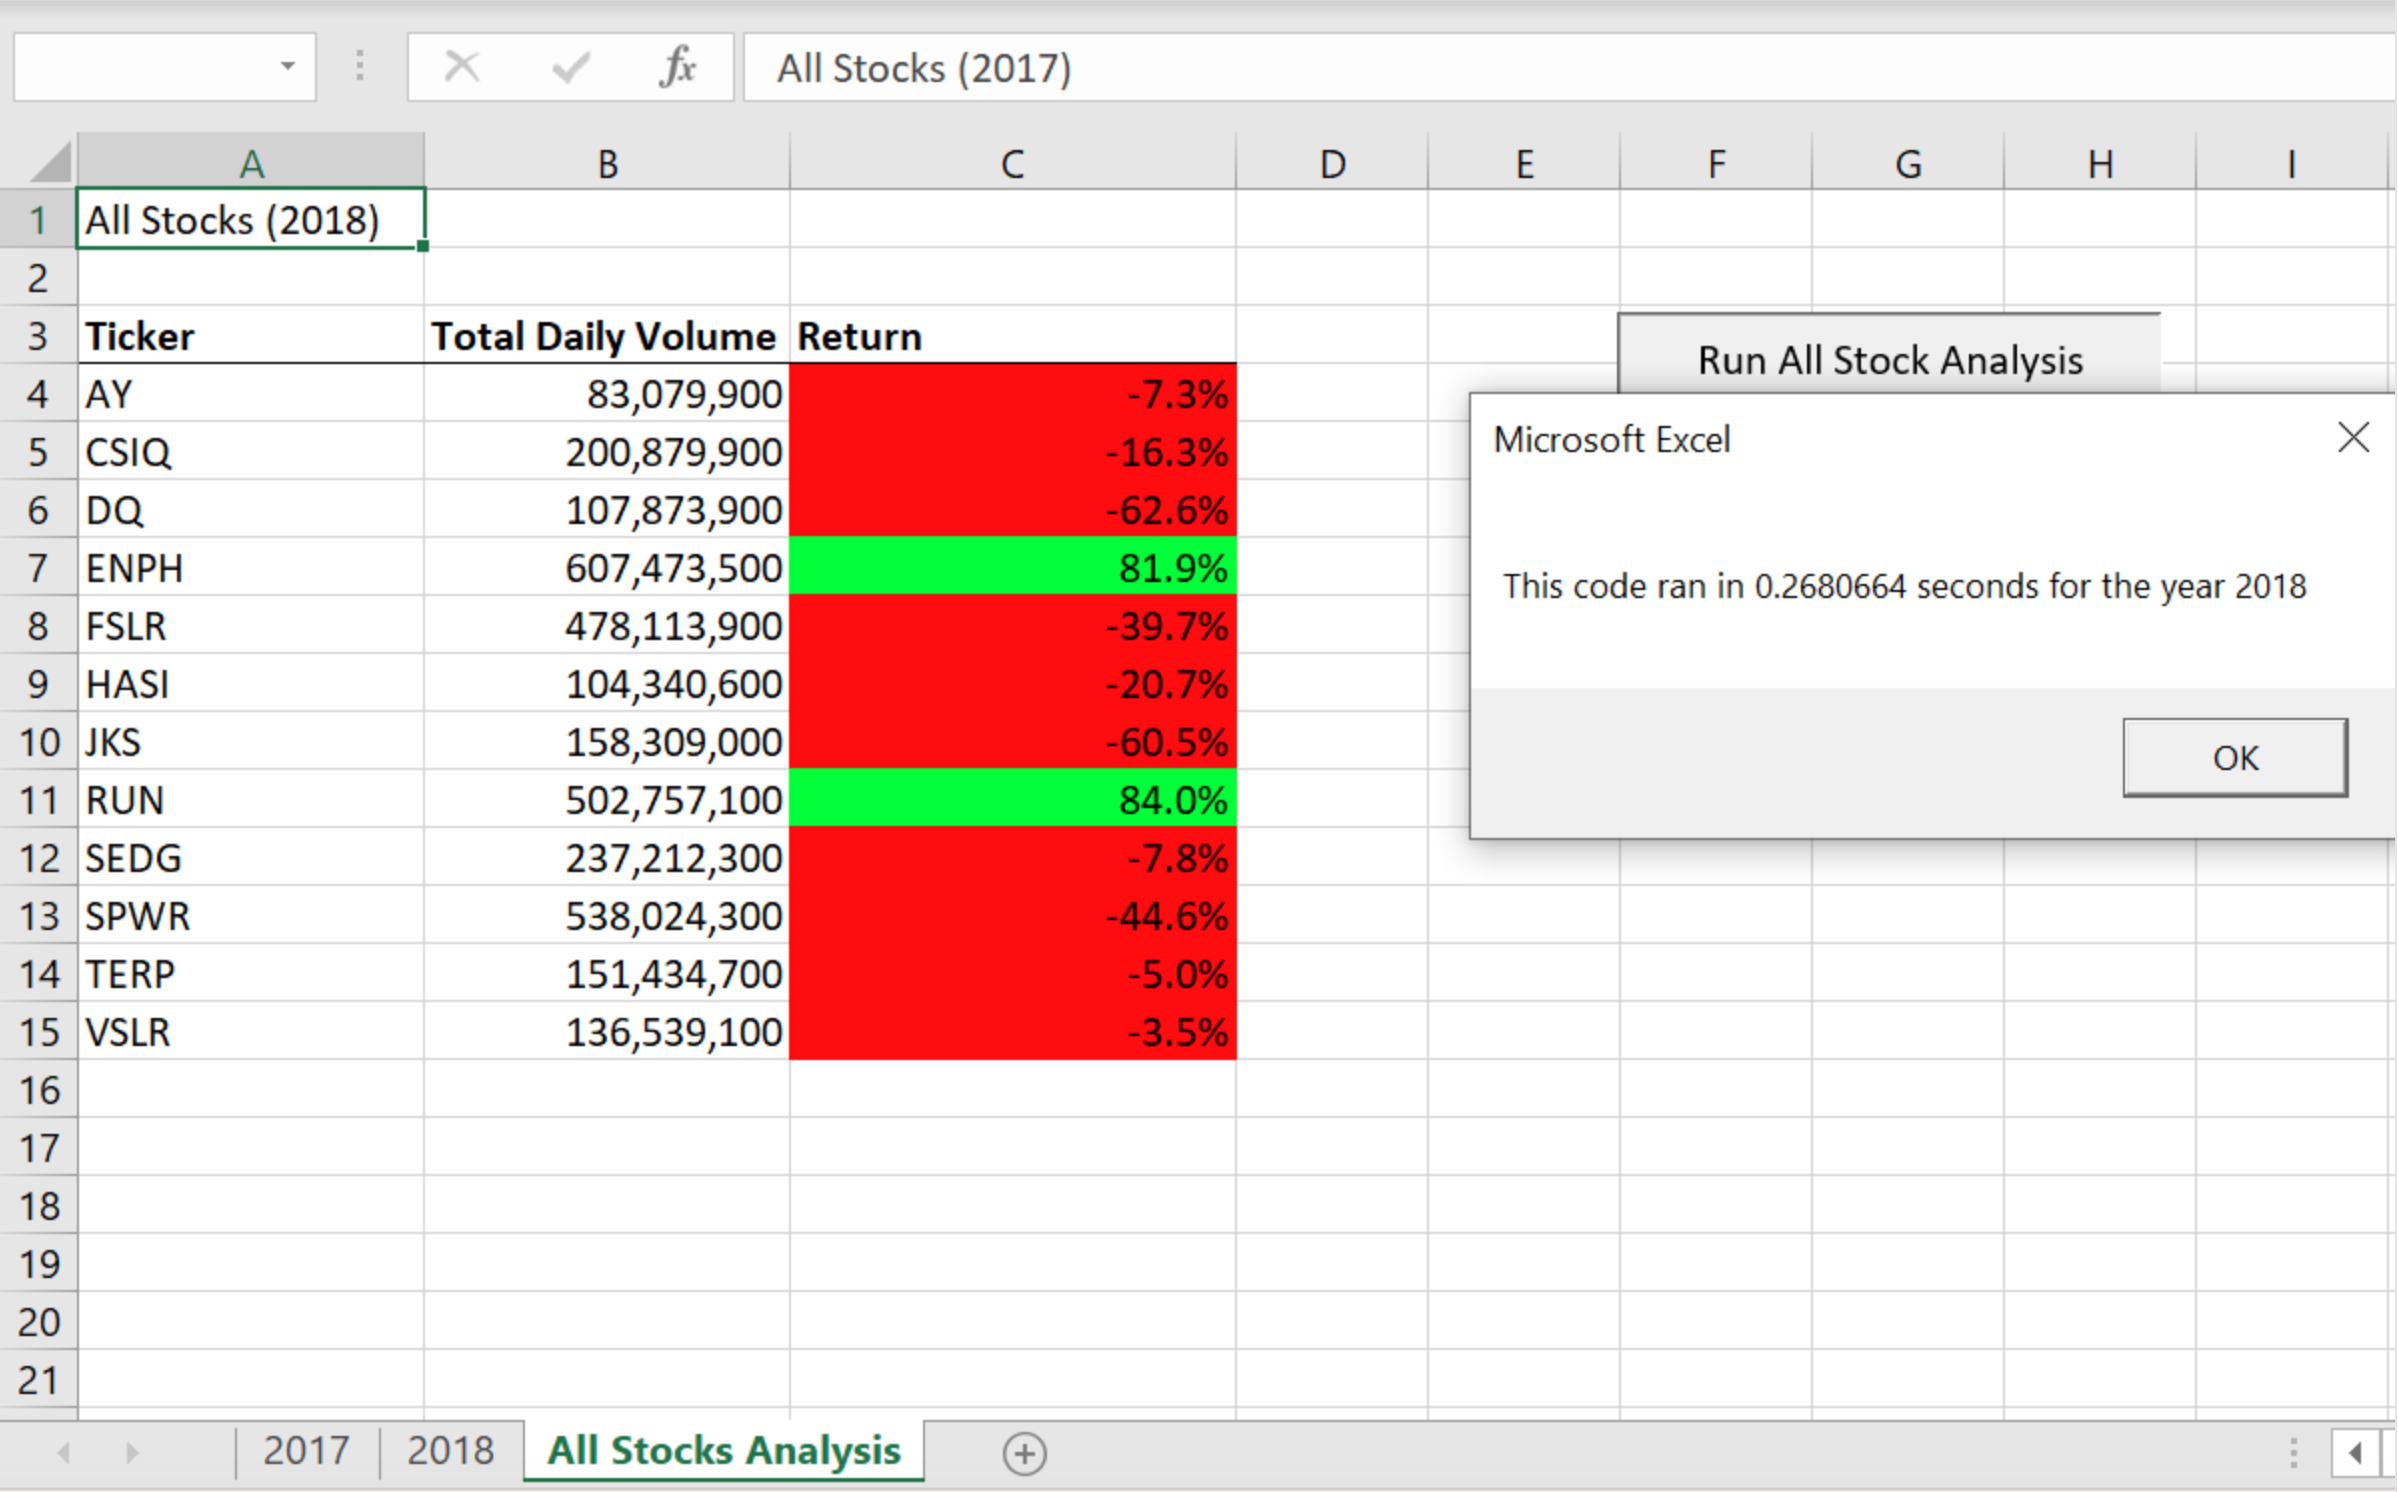 fx All Stocks (2017)
A B C D E F G H I
1 All Stocks (2018)
2
3 Ticker Total Daily Volume Return
Run All Stock Analysis
4 AY 83,079,900 -7.3%
5 CSIQ 200,879,900 -16.3%
6 DQ 107,873,900 -62.6%
7 ENPH 607,473,500 81.9%
8 FSLR 478,113,900 -39.7%
9 HASI 104,340,600 -20.7%
10 JKS 158,309,000 -60.5%
11 RUN 502,757,100 84.0%
12 SEDG 237,212,300 -7.8%
13 SPWR 538,024,300 -44.6%
14 TERP 151,434,700 -5.0%
15 VSLR 136,539,100 -3.5%
16
17
18
19
20
21
Microsoft Excel
This code ran in 0.2680664 seconds for the year 2018
OK
2017 2018 All Stocks Analysis